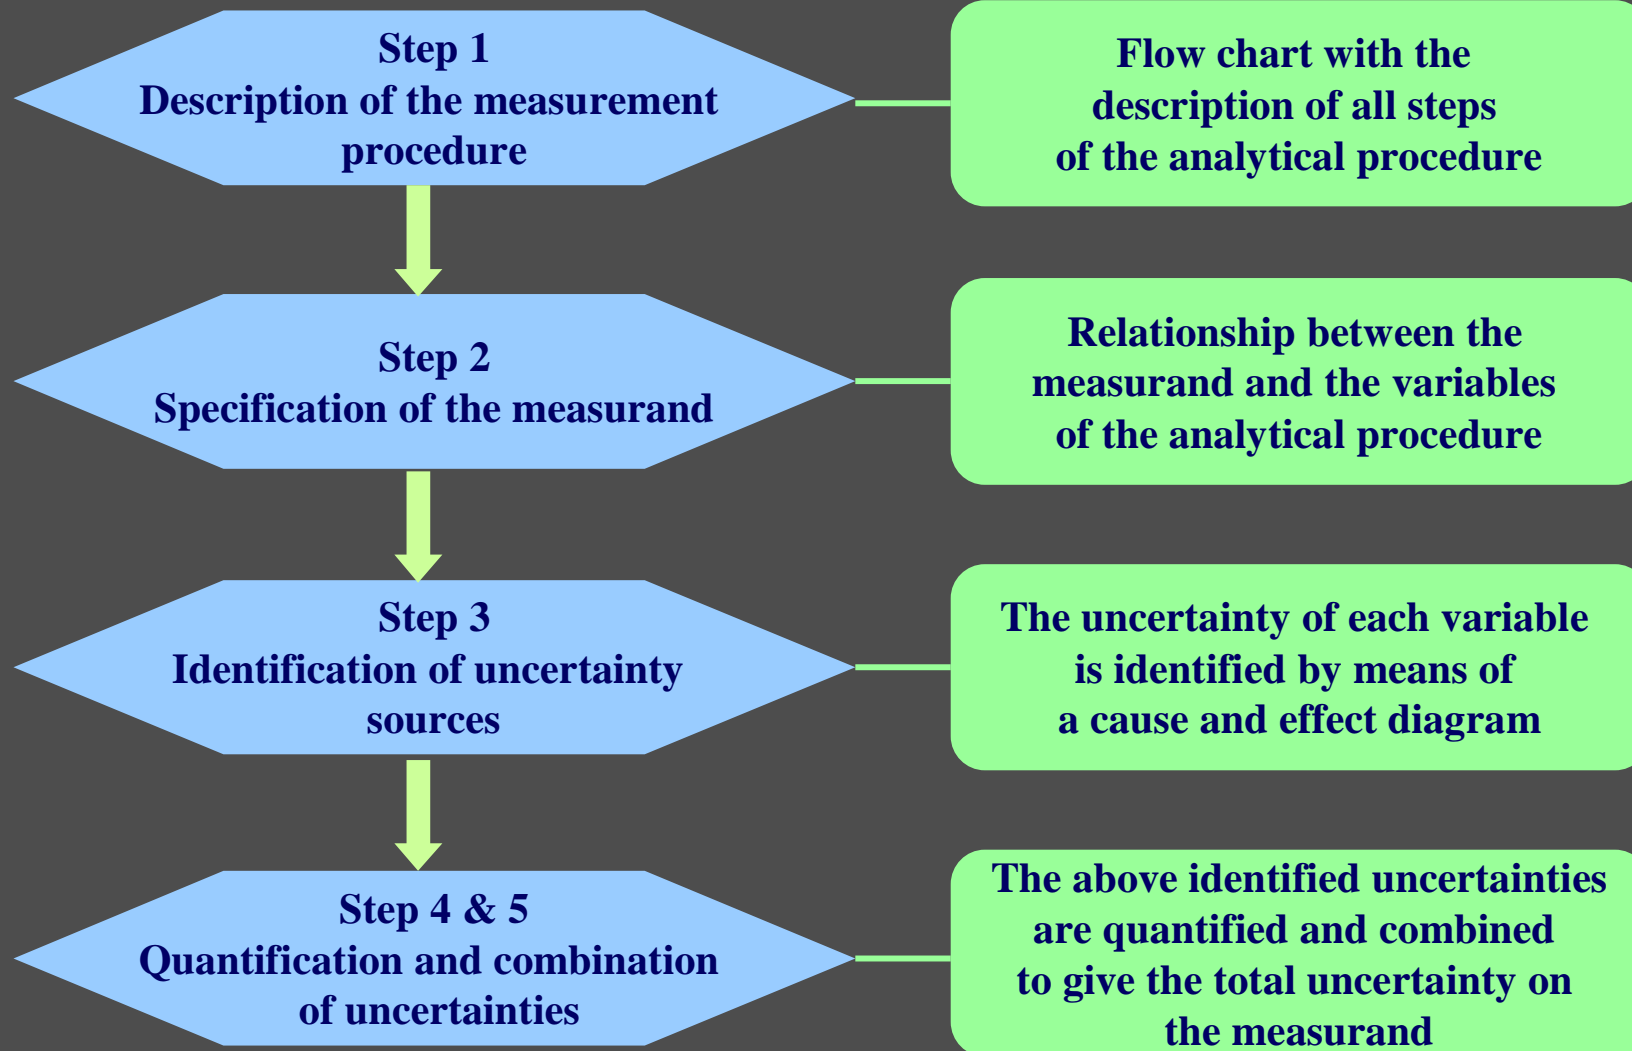 Step 1
Description of the measurement
procedure
Flow chart with the
description of all steps
of the analytical procedure
Step 2
Specification of the measurand
Relationship between the
measurand and the variables
of the analytical procedure
Step 3
Identification of uncertainty
sources
The uncertainty of each variable
is identified by means of
a cause and effect diagram
Step 4 & 5
Quantification and combination
of uncertainties
The above identified uncertainties
are quantified and combined
to give the total uncertainty on
the measurand